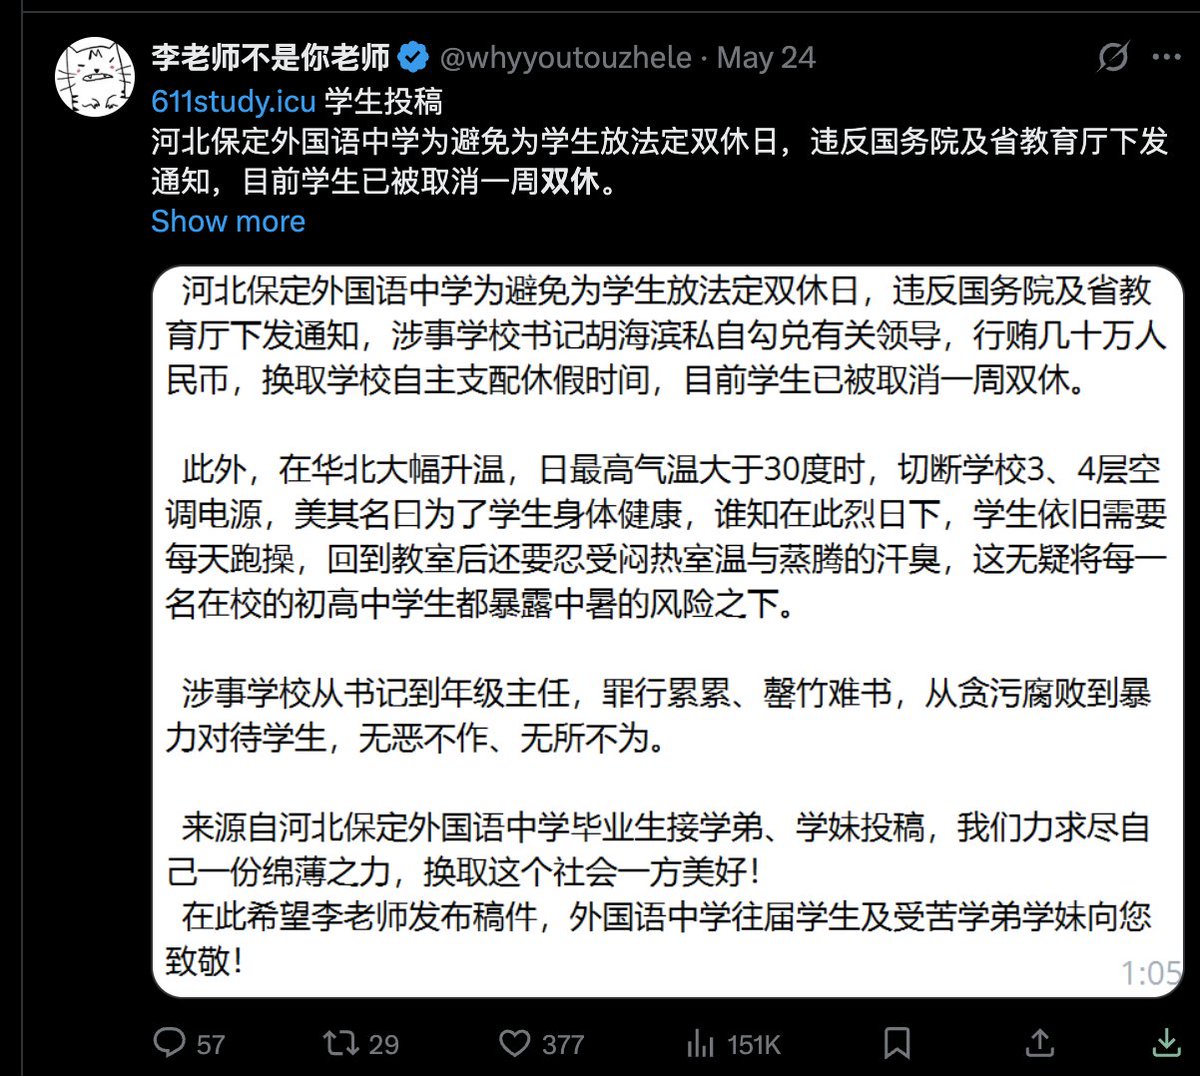 李老师不是你老师 @whyyoutouzhele · May 24
611study.icu 学生投稿
河北保定外国语中学为避免为学生放法定双休日，违反国务院及省教育厅下发
通知，目前学生已被取消一周双休。
Show more
河北保定外国语中学为避免为学生放法定双休日，违反国务院及省教
育厅下发通知，涉事学校书记胡海滨私自勾兑有关领导，行贿几十万人
民币，换取学校自主支配休假时间，目前学生已被取消一周双休。
此外，在华北大幅升温，日最高气温大于30度时，切断学校3、4层空
调电源，美其名曰为了学生身体健康，谁知在此烈日下，学生依旧需要
每天跑操，回到教室后还要忍受闷热室温与蒸腾的汗臭，这无疑将每一
名在校的初高中学生都暴露中暑的风险之下。
涉事学校从书记到年级主任，罪行累累、罄竹难书，从贪污腐败到暴
力对待学生，无恶不作、无所不为。
来源自河北保定外国语中学毕业生接学弟、学妹投稿，我们力求尽自
己一份绵薄之力，换取这个社会一方美好！
在此希望李老师发布稿件，外国语中学往届学生及受苦学弟学妹向您
致敬！
1:05
57 29 377 151K